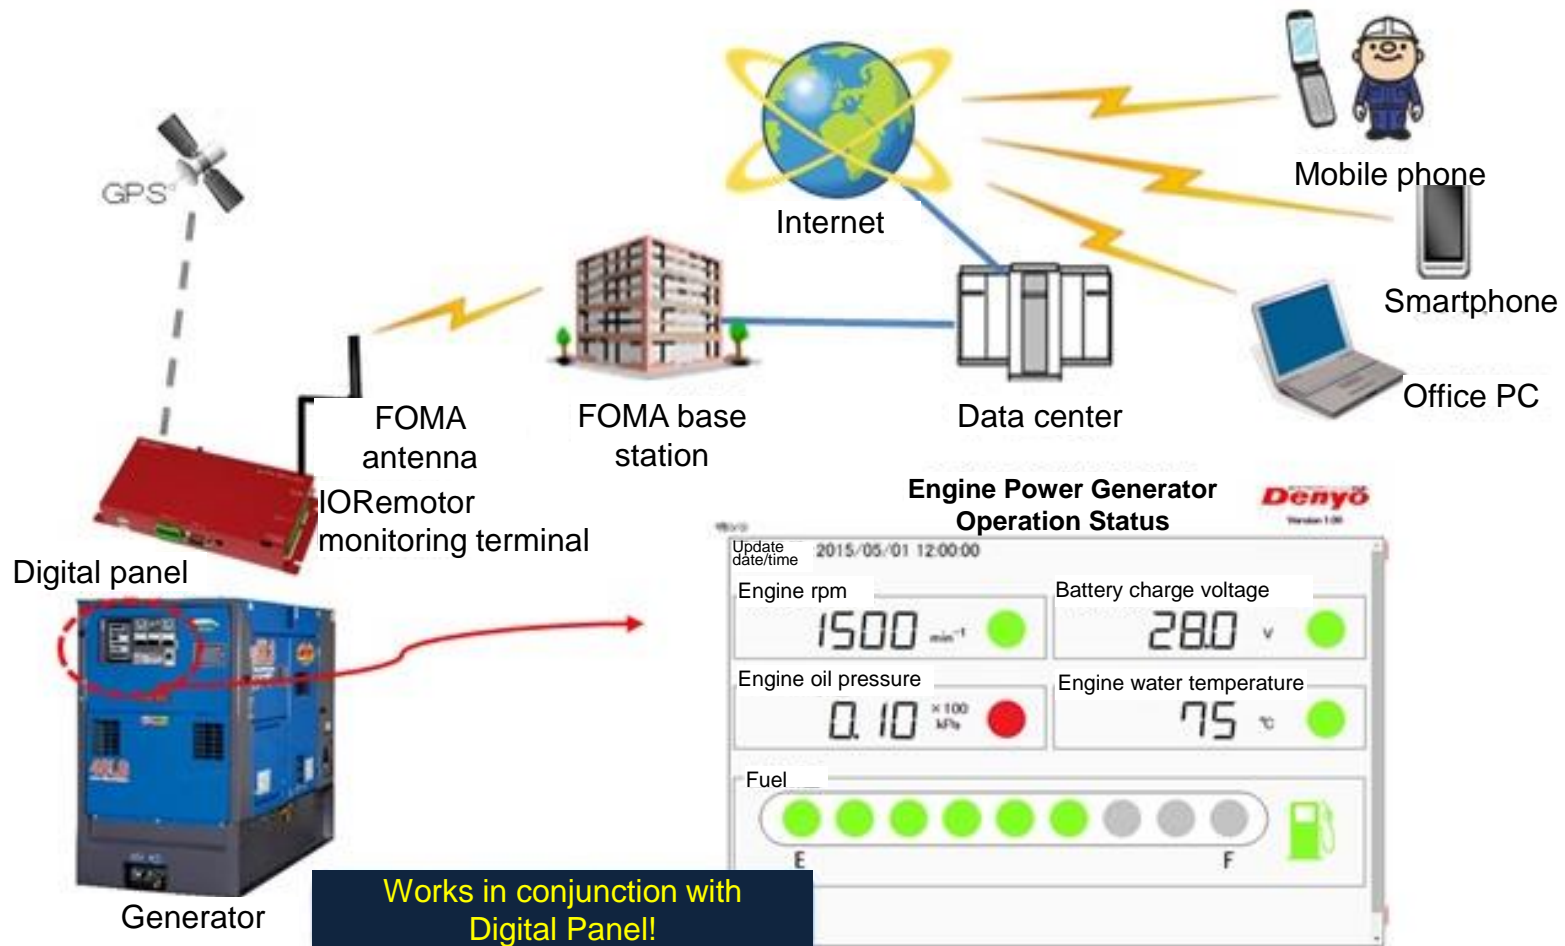 GPS
Internet
Mobile phone
Smartphone
Office PC
FOMA
antenna
FOMA base
station
Data center
IORemotor
monitoring terminal
Digital panel
Generator
Works in conjunction with
Digital Panel!
Engine Power Generator
Operation Status
Denyo
Version 1.00
Update
date/time
2015/05/01 12:00:00
Engine rpm
1500 min⁻¹
Battery charge voltage
28.0 V
Engine oil pressure
0.10 ×100
kPa
Engine water temperature
75 ℃
Fuel
E
F